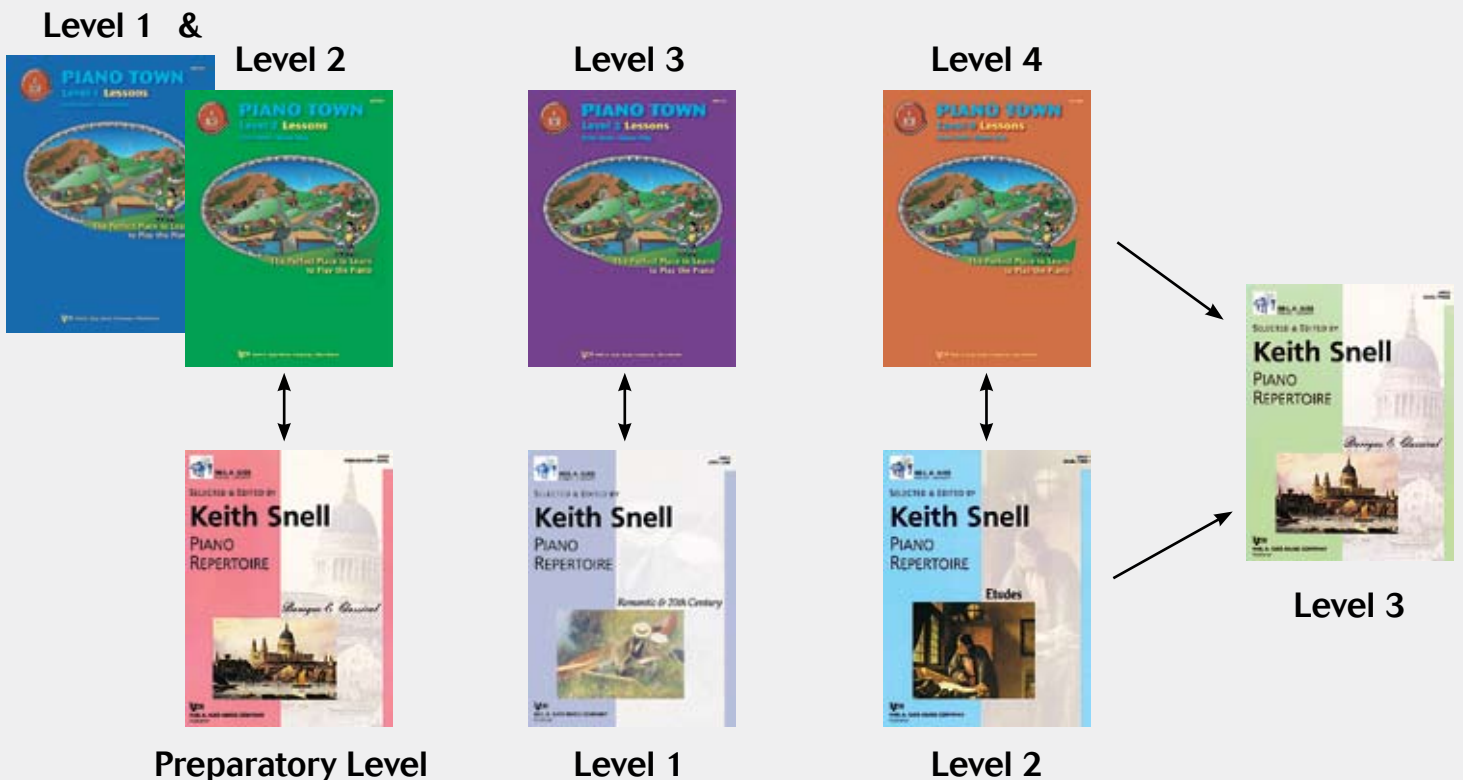 Level 1 &
Level 2
Level 3
Level 4
PIANO TOWN
Level 1 Lessons
The Perfect Place to Learn
to Play the
PIANO TOWN
Level 2 Lessons
The Perfect Place to Learn
to Play the Piano
PIANO TOWN
Level 3 Lessons
The Perfect Place to Learn
to Play the Piano
PIANO TOWN
Level 4 Lessons
The Perfect Place to Learn
to Play the Piano
SELECTED & EDITED BY
Keith Snell
PIANO
REPERTOIRE
Baroque & Classical
Preparatory Level
SELECTED & EDITED BY
Keith Snell
PIANO
REPERTOIRE
Romantic & 20th Century
Level 1
SELECTED & EDITED BY
Keith Snell
PIANO
REPERTOIRE
Etudes
Level 2
SELECTED & EDITED BY
Keith Snell
PIANO
REPERTOIRE
Baroque & Classical
Level 3